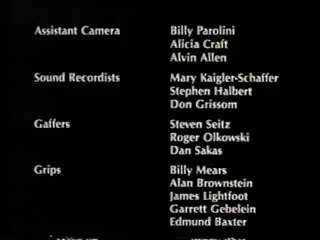 Assistant Camera Billy Parolini
Alicia Craft
Alvin Allen
Sound Recordists Mary Kaigler-Schaffer
Stephen Halbert
Don Grissom
Gaffers Steven Seitz
Roger Olkowski
Dan Sakas
Grips Billy Mears
Alan Brownstein
James Lightfoot
Garrett Gebelein
Edmund Baxter